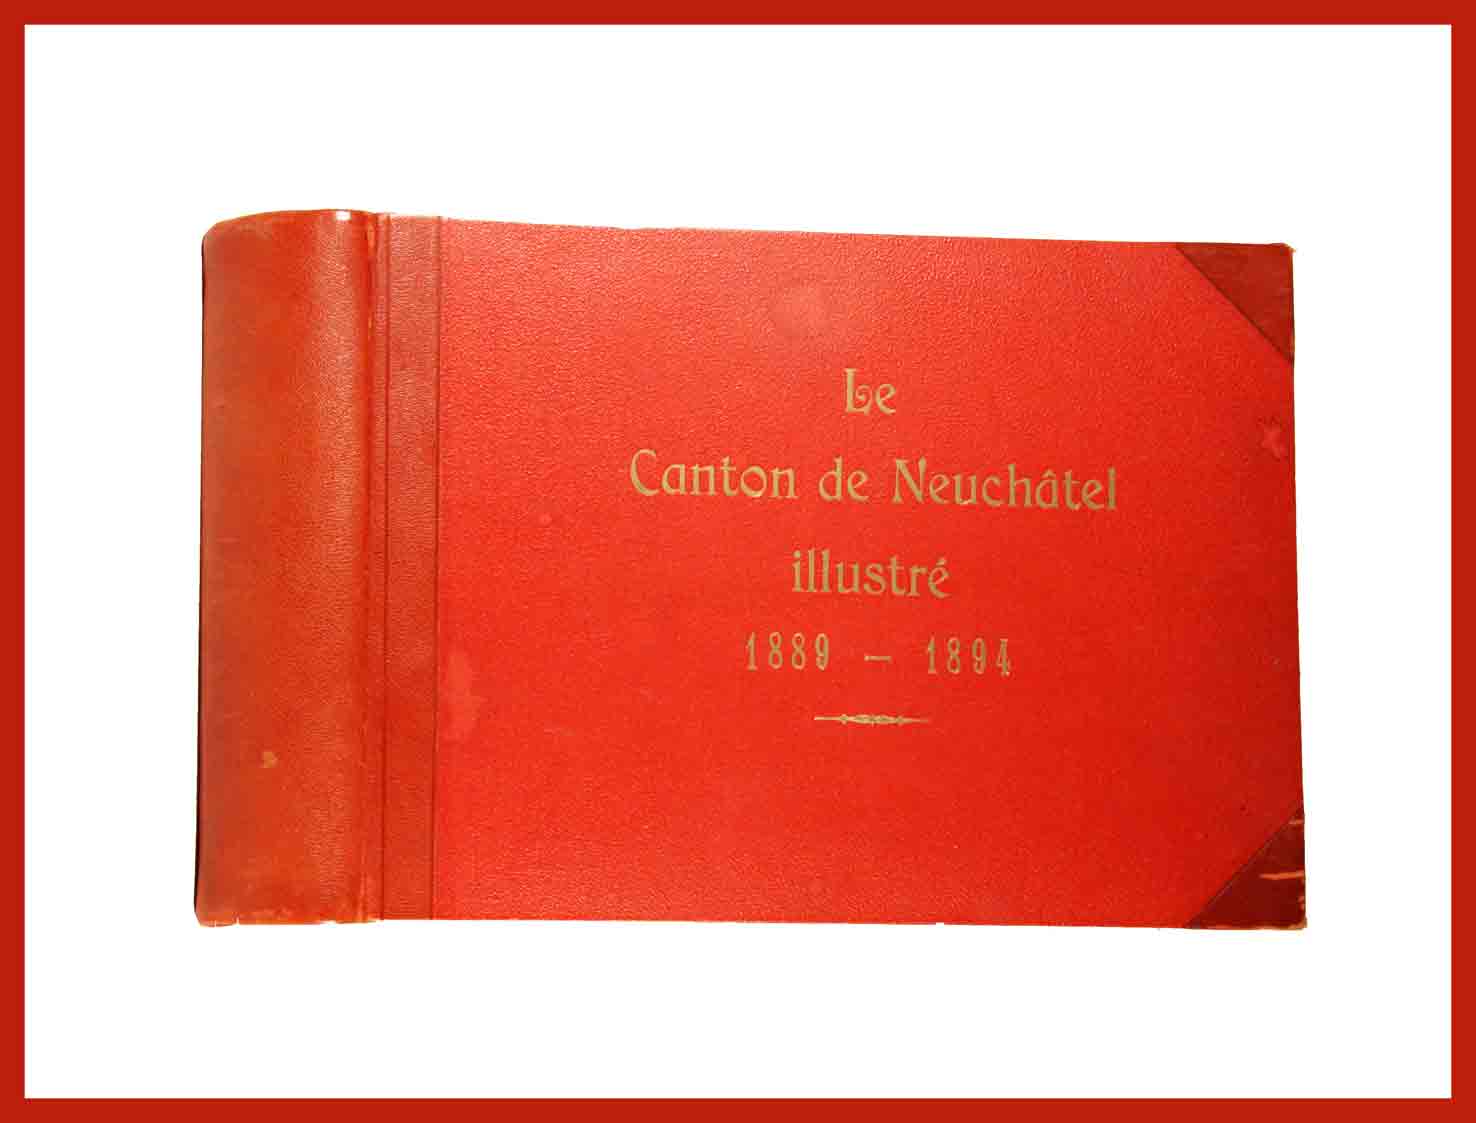 Le
Canton de Neuchâtel
illustré
1889 – 1894